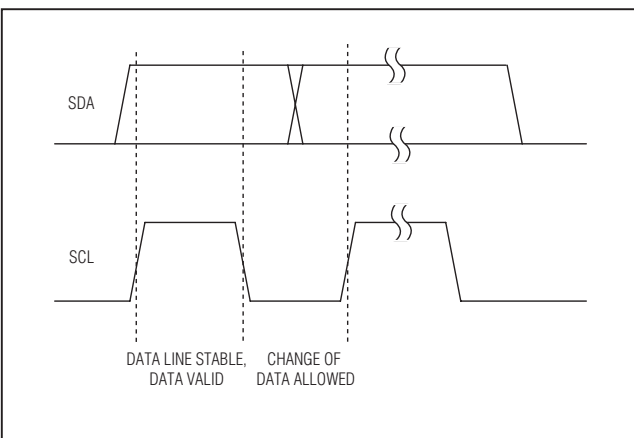 SDA
SCL
DATA LINE STABLE,
DATA VALID
CHANGE OF
DATA ALLOWED